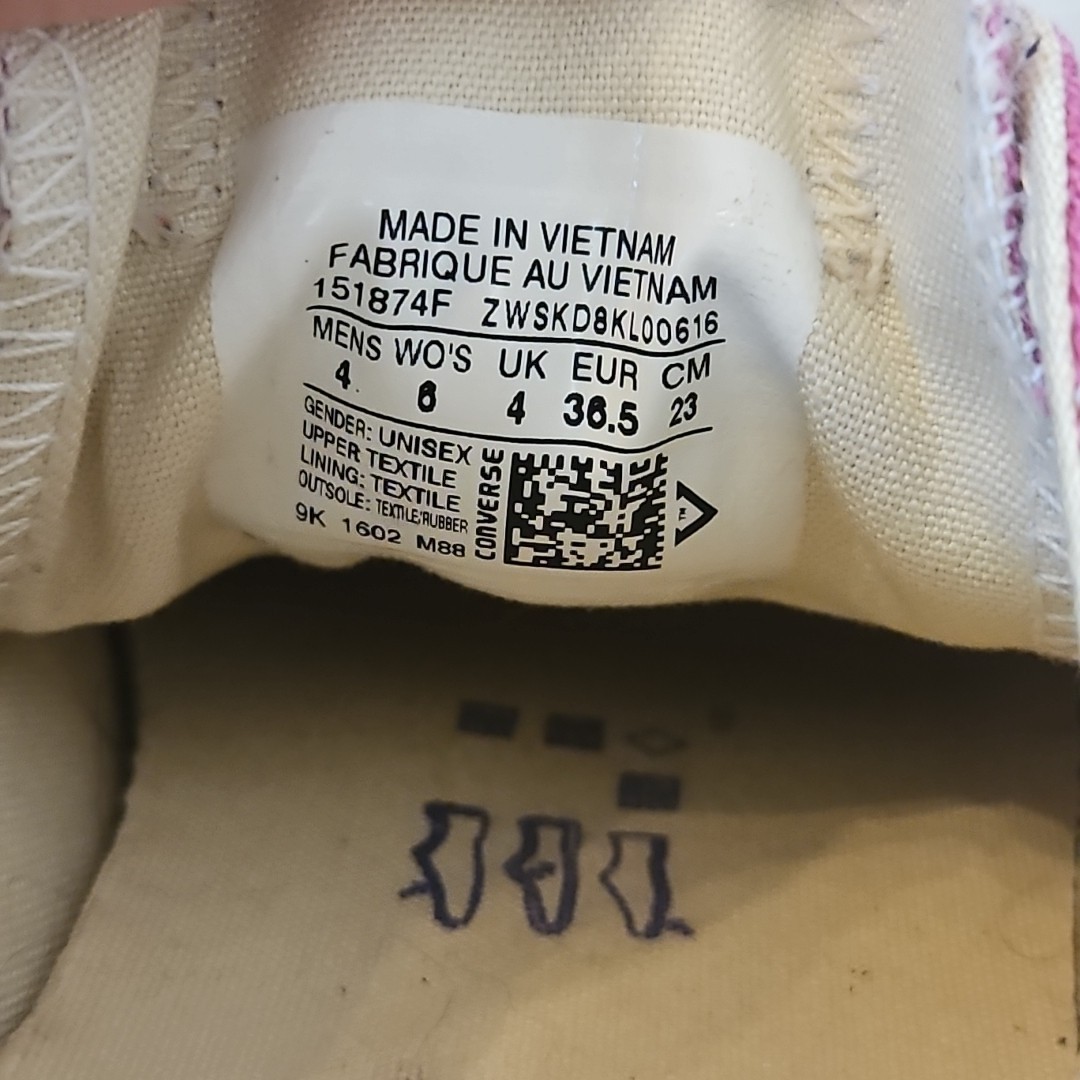 MADE IN VIETNAM
FABRIQUE AU VIETNAM
151874F ZWSKD8KL00616
MENS WO'S UK EUR CM
4 6 4 36.5 23
GENDER: UNISEX
UPPER TEXTILE
LINING: TEXTILE
OUTSOLE: TEXTILE/RUBBER
9K 1602 M88
CONVERSE
TM